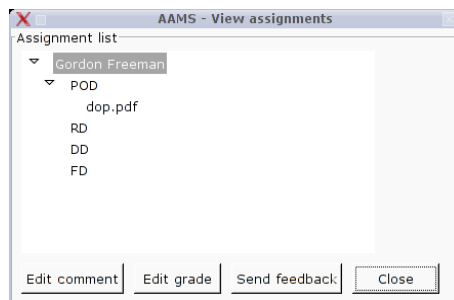 AAMS - View assignments
Assignment list
Gordon Freeman
POD
dop.pdf
RD
DD
FD
Edit comment Edit grade Send feedback Close